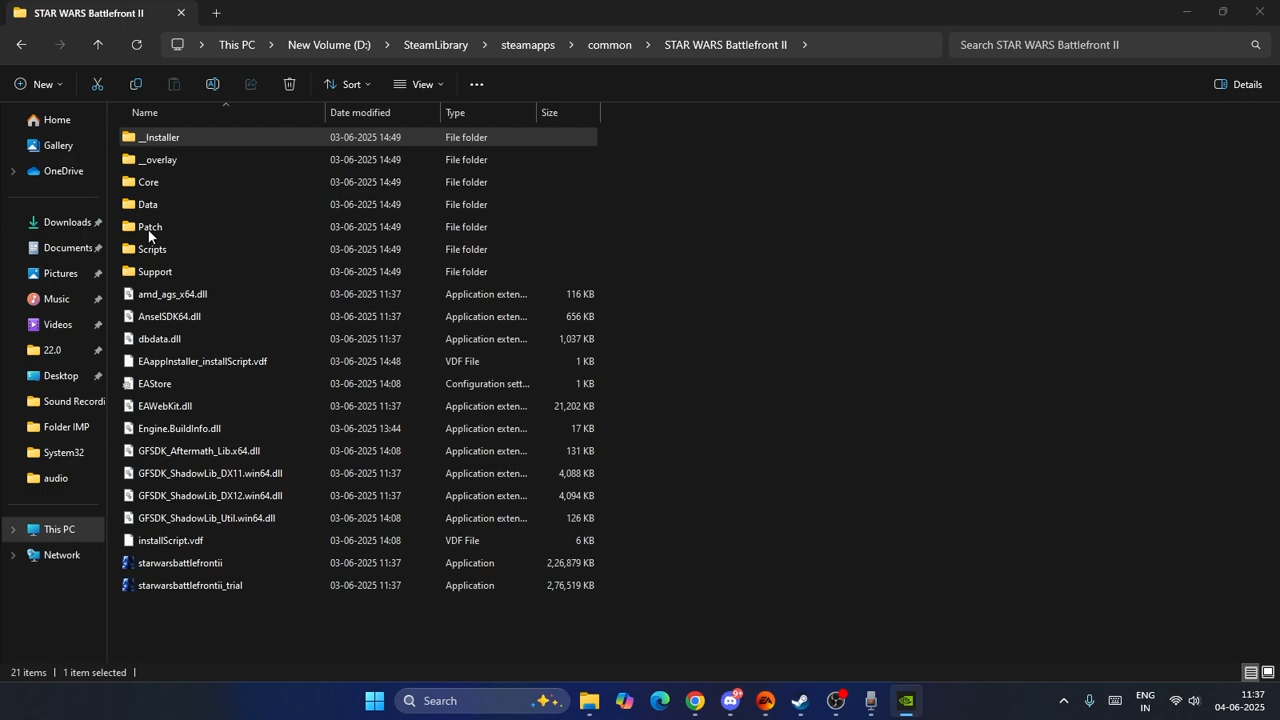 STAR WARS Battlefront II
This PC > New Volume (D:) > SteamLibrary > steamapps > common > STAR WARS Battlefront II >
Search STAR WARS Battlefront II
New
Sort
View
Details
Name Date modified Type Size
Home
Gallery
OneDrive
Downloads
Documents
Pictures
Music
Videos
22.0
Desktop
Sound Recordi
Folder IMP
System32
audio
This PC
Network
__Installer 03-06-2025 14:49 File folder
__overlay 03-06-2025 14:49 File folder
Core 03-06-2025 14:49 File folder
Data 03-06-2025 14:49 File folder
Patch 03-06-2025 14:49 File folder
Scripts 03-06-2025 14:49 File folder
Support 03-06-2025 14:49 File folder
amd_ags_x64.dll 03-06-2025 11:37 Application exten... 116 KB
AnselSDK64.dll 03-06-2025 11:37 Application exten... 656 KB
dbdata.dll 03-06-2025 11:37 Application exten... 1,037 KB
EAappInstaller_installScript.vdf 03-06-2025 14:48 VDF File 1 KB
EAStore 03-06-2025 14:08 Configuration sett... 1 KB
EAWebKit.dll 03-06-2025 11:37 Application exten... 21,202 KB
Engine.BuildInfo.dll 03-06-2025 13:44 Application exten... 17 KB
GFSDK_Aftermath_Lib.x64.dll 03-06-2025 14:08 Application exten... 131 KB
GFSDK_ShadowLib_DX11.win64.dll 03-06-2025 11:37 Application exten... 4,088 KB
GFSDK_ShadowLib_DX12.win64.dll 03-06-2025 11:37 Application exten... 4,094 KB
GFSDK_ShadowLib_Util.win64.dll 03-06-2025 14:08 Application exten... 126 KB
installScript.vdf 03-06-2025 14:08 VDF File 6 KB
starwarsbattlefrontii 03-06-2025 11:37 Application 2,26,879 KB
starwarsbattlefrontii_trial 03-06-2025 11:37 Application 2,76,519 KB
21 items 1 item selected
Search
ENG
IN
11:37
04-06-2025